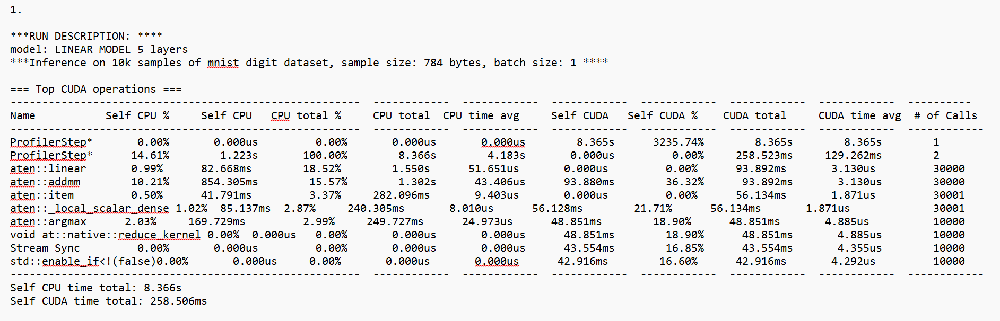 1.
***RUN DESCRIPTION: ****
model: LINEAR MODEL 5 layers
***Inference on 10k samples of mnist digit dataset, sample size: 784 bytes, batch size: 1 ****
=== Top CUDA operations ===
-------------------------------------------------------  ------------  ------------  ------------  ------------  ------------  ------------  ----------
Name           Self CPU %     Self CPU   CPU total %     CPU total  CPU time avg     Self CUDA   Self CUDA %    CUDA total     CUDA time avg  # of Calls
-------------------------------------------------------  ------------  ------------  ------------  ------------  ------------  ------------  ------------
ProfilerStep*       0.00%       0.000us         0.00%       0.000us       0.000us        8.365s      3235.74%        8.365s        8.365s        1
ProfilerStep*      14.61%        1.223s       100.00%        8.366s        4.183s       0.000us         0.00%     258.523ms     129.262ms      2
aten::linear       0.99%      82.668ms        18.52%        1.550s      51.651us      0.000us         0.00%      93.892ms       3.130us         30000
aten::addmm        10.21%     854.305ms        15.57%        1.302s      43.406us      93.880ms        36.32%      93.892ms       3.130us        30000
aten::item         0.50%      41.791ms         3.37%      282.096ms       9.403us      0.000us         0.00%      56.134ms       1.871us         30001
aten::_local_scalar_dense 1.02%  85.137ms  2.87%     240.305ms       8.010us      56.128ms        21.71%      56.134ms       1.871us             30001
aten::argmax      2.03%     169.729ms         2.99%     249.727ms      24.973us      48.851ms        18.90%      48.851ms       4.885us          10000
void at::native::reduce_kernel 0.00%  0.000us   0.00%       0.000us       0.000us      48.851ms        18.90%      48.851ms       4.885us       10000
Stream Sync         0.00%       0.000us         0.00%       0.000us       0.000us      43.554ms        16.85%      43.554ms       4.355us        10000
std::enable_if<!(false)0.00%       0.000us     0.00%       0.000us       0.000us      42.916ms        16.60%     42.916ms       4.292us         10000
-------------------------------------------------------  ------------  ------------  ------------  ------------  ------------  ------------  ------------
Self CPU time total: 8.366s
Self CUDA time total: 258.506ms